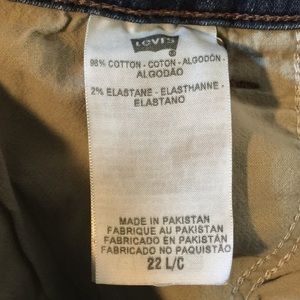 Levi's
®
98% COTTON - COTON - ALGODÓN -
ALGODÃO
2% ELASTANE - ELASTHANNE -
ELASTANO
MADE IN PAKISTAN
FABRIQUE AU PAKISTAN
FABRICADO EN PAKISTÁN
FABRICADO NO PAQUISTÃO
22 L/C